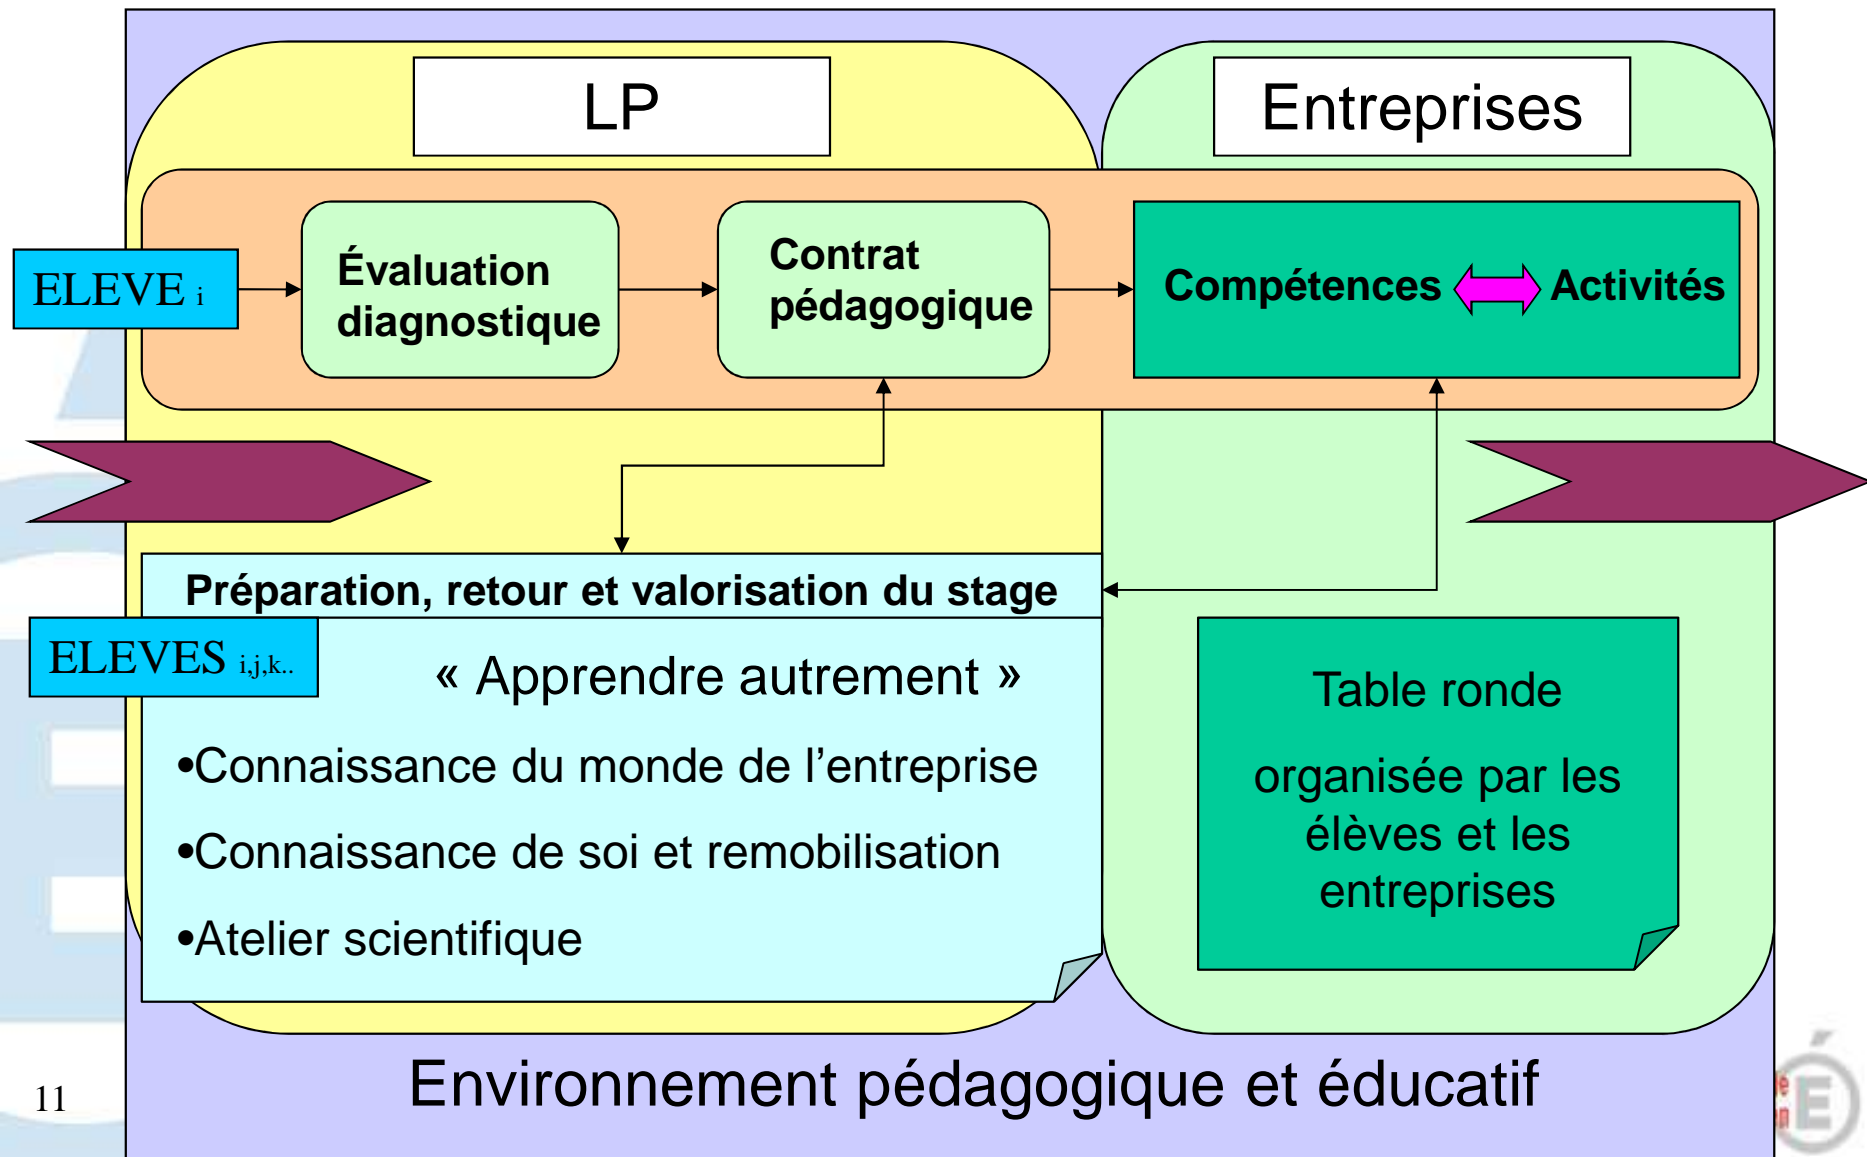 LP
Entreprises
ELEVE i
Évaluation
diagnostique
Contrat
pédagogique
Compétences
Activités
Préparation, retour et valorisation du stage
ELEVES i,j,k..
« Apprendre autrement »
•Connaissance du monde de l’entreprise
•Connaissance de soi et remobilisation
•Atelier scientifique
Table ronde
organisée par les
élèves et les
entreprises
Environnement pédagogique et éducatif
11